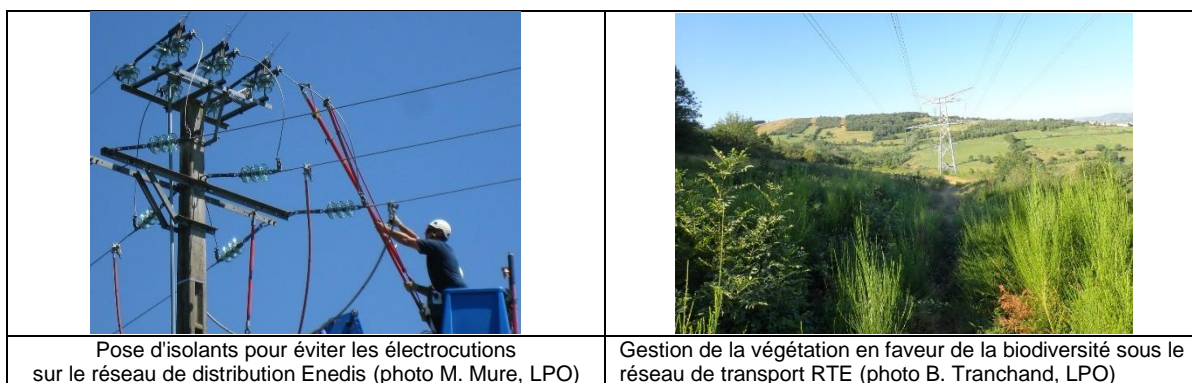 Pose d'isolants pour éviter les électrocutions
sur le réseau de distribution Enedis (photo M. Mure, LPO)
Gestion de la végétation en faveur de la biodiversité sous le
réseau de transport RTE (photo B. Tranchand, LPO)